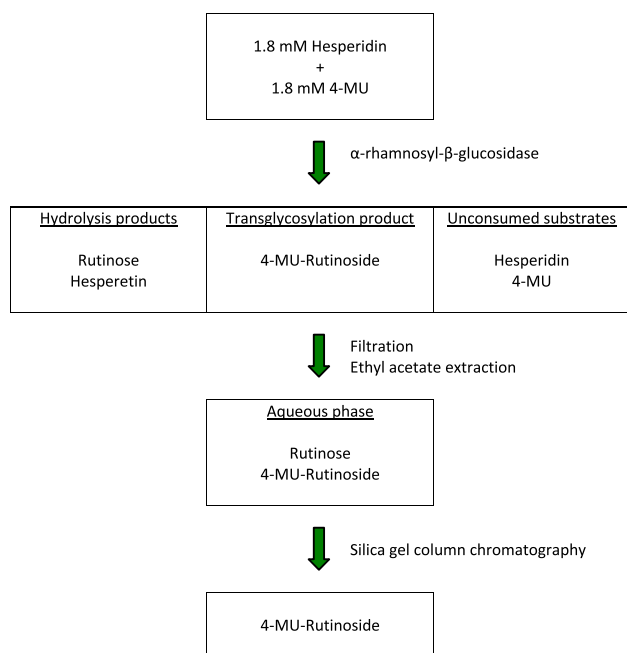 1.8 mM Hesperidin
+
1.8 mM 4-MU
α-rhamnosyl-β-glucosidase
Hydrolysis products
Rutinose
Hesperetin
Transglycosylation product
4-MU-Rutinoside
Unconsumed substrates
Hesperidin
4-MU
Filtration
Ethyl acetate extraction
Aqueous phase
Rutinose
4-MU-Rutinoside
Silica gel column chromatography
4-MU-Rutinoside